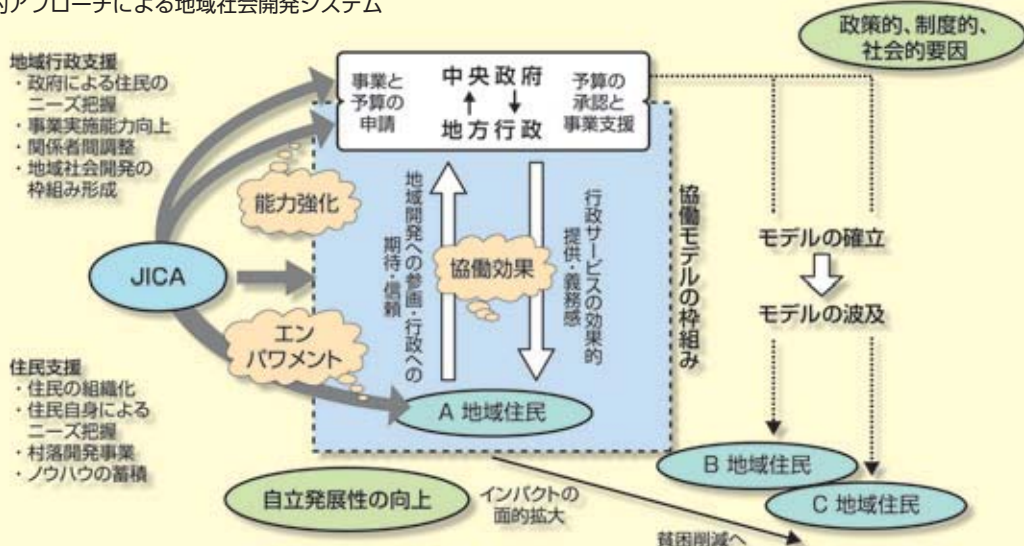 的アプローチによる地域社会開発システム
政策的、制度的、
社会的要因
地域行政支援
・政府による住民の
ニーズ把握
・事業実施能力向上
・関係者間調整
・地域社会開発の
枠組み形成
事業と
予算の
申請
中央政府
地方行政
予算の
承認と
事業支援
能力強化
JICA
地域開発への参画・行政への
期待・信頼
協働効果
行政サービスの効果的
提供・義務感
協働モデルの枠組み
モデルの確立
モデルの波及
エン
パワメント
住民支援
・住民の組織化
・住民自身による
ニーズ把握
・村落開発事業
・ノウハウの蓄積
A 地域住民
B 地域住民
C 地域住民
自立発展性の向上
インパクトの
面的拡大
貧困削減へ